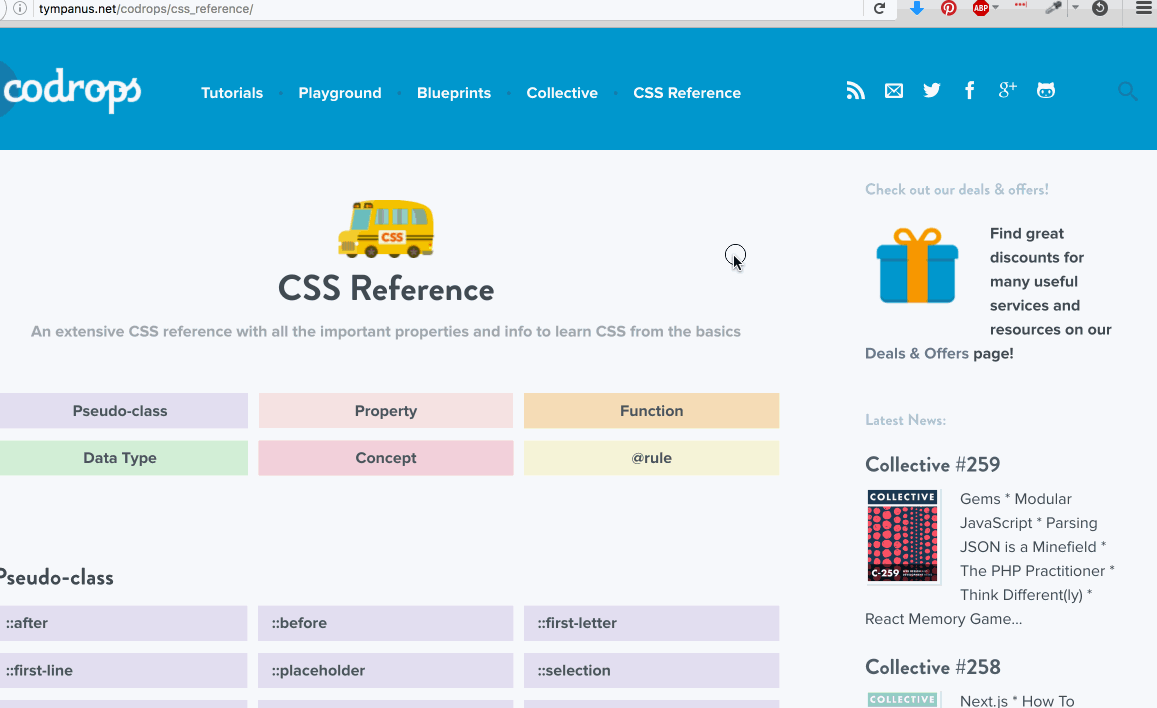 tympanus.net/codrops/css_reference/
ABP
codrops
Tutorials
Playground
Blueprints
Collective
CSS Reference
g+
CSS
CSS Reference
An extensive CSS reference with all the important properties and info to learn CSS from the basics
Pseudo-class
Property
Function
Data Type
Concept
@rule
Pseudo-class
::after
::before
::first-letter
::first-line
::placeholder
::selection
Check out our deals & offers!
Find great
discounts for
many useful
services and
resources on our
Deals & Offers page!
Latest News:
Collective #259
COLLECTIVE
C-259
Gems * Modular
JavaScript * Parsing
JSON is a Minefield *
The PHP Practitioner *
Think Different(ly) *
React Memory Game...
Collective #258
COLLECTIVE
Next.js * How To